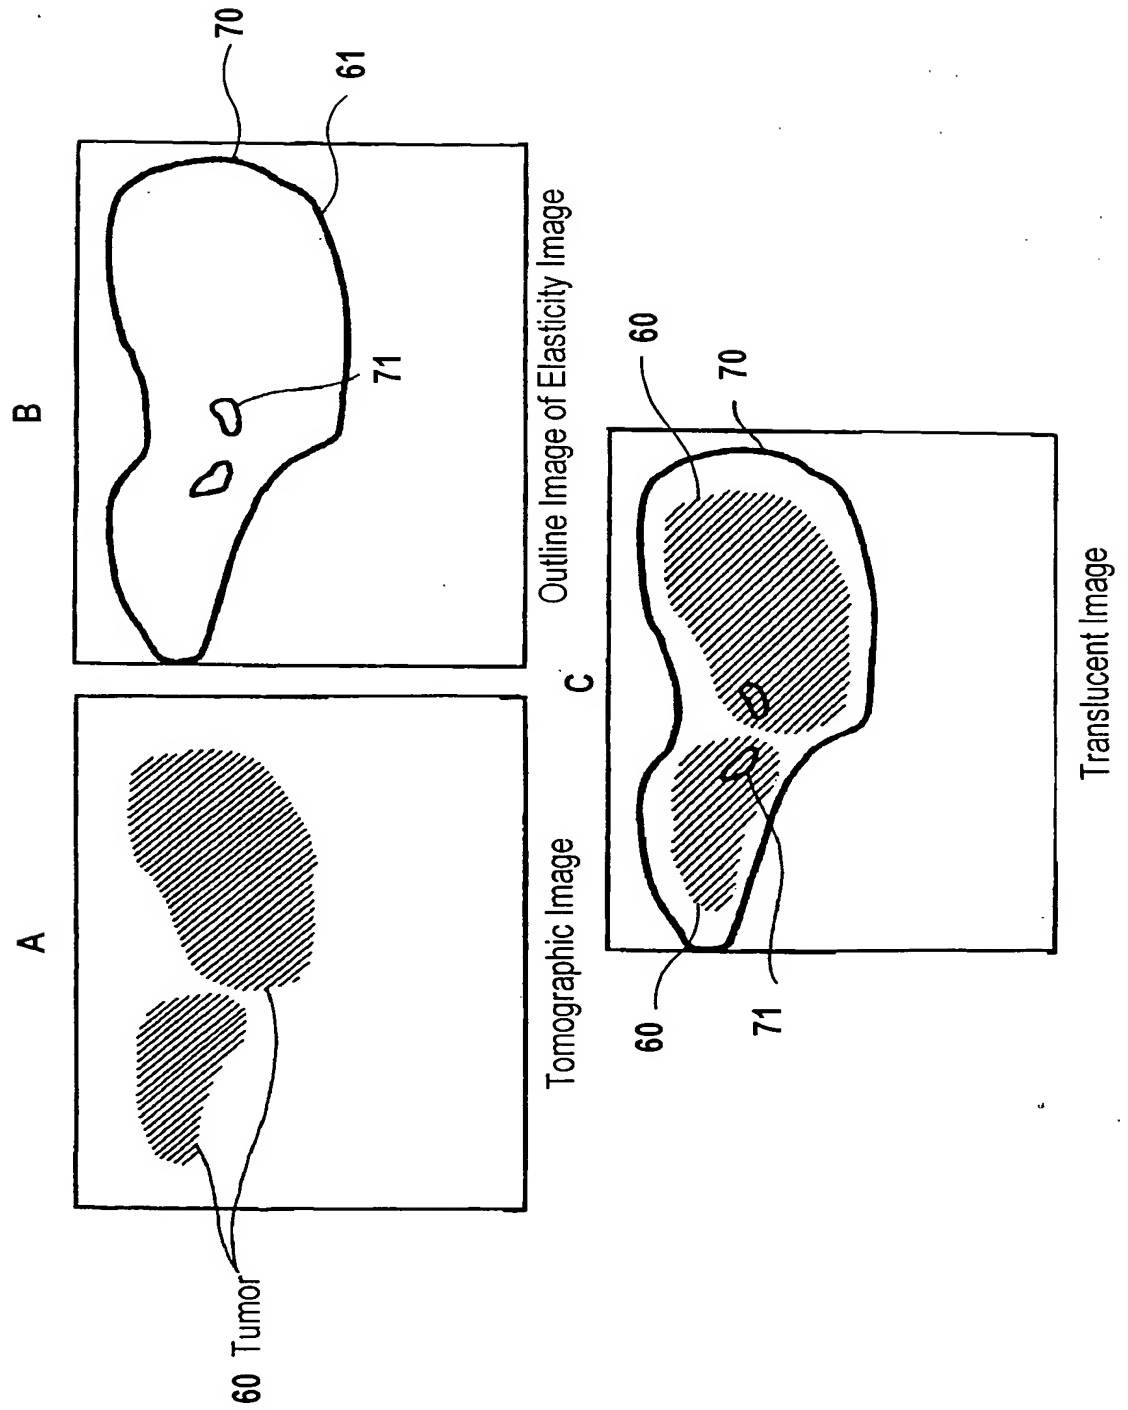 A
60 Tumor
Tomographic Image
B
70
61
71
Outline Image of Elasticity Image
C
60
71
60
70
Translucent Image